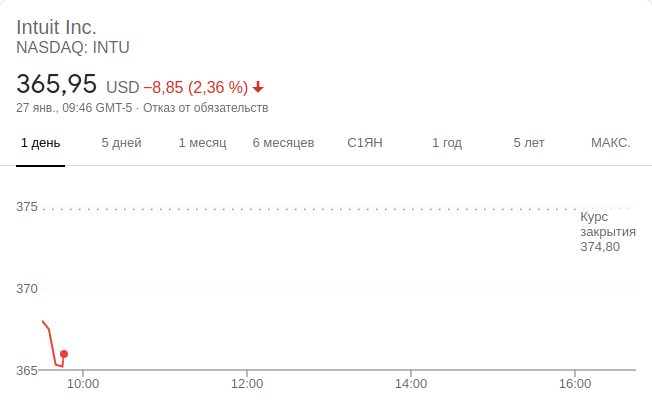 Intuit Inc.
NASDAQ: INTU
365,95 USD −8,85 (2,36 %)
27 янв., 09:46 GMT-5 · Отказ от обязательств
1 день 5 дней 1 месяц 6 месяцев С1ЯН 1 год 5 лет МАКС.
375
Курс
закрытия
374,80
370
365
10:00 12:00 14:00 16:00